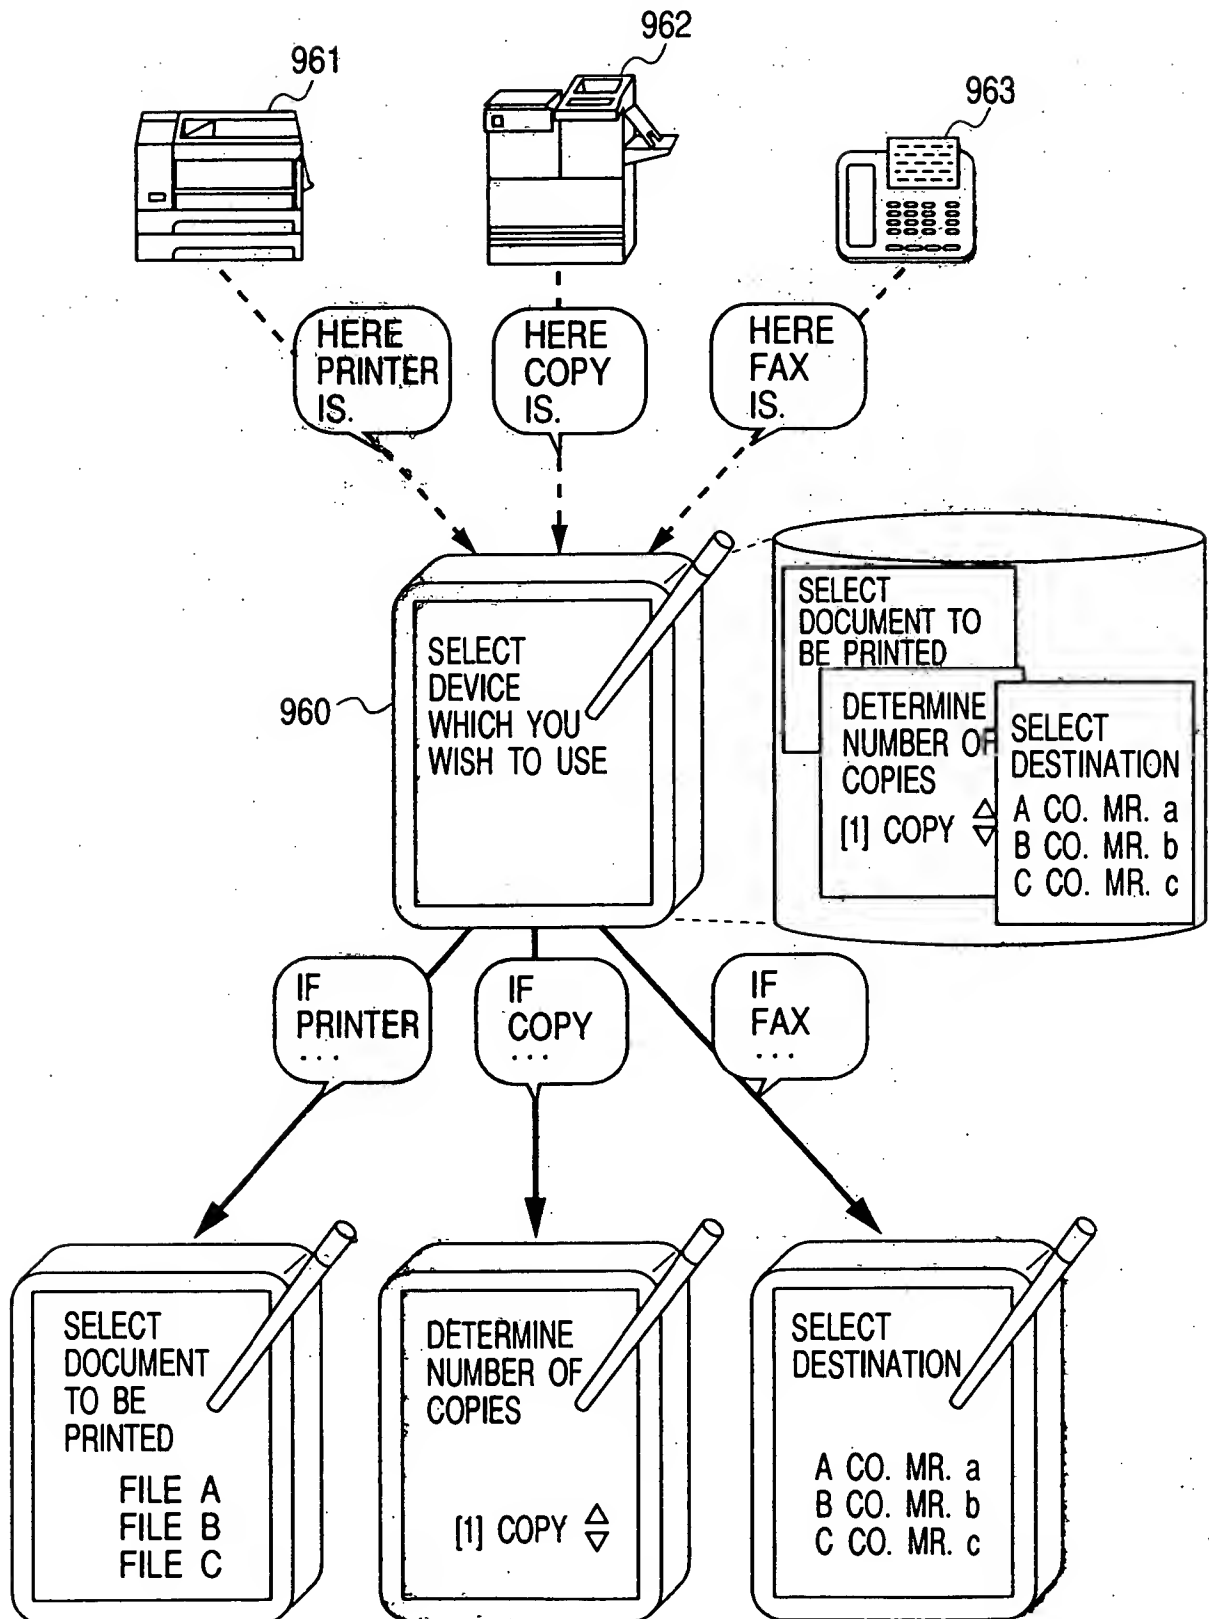 961
962
963
HERE
PRINTER
IS.
HERE
COPY
IS.
HERE
FAX
IS.
960
SELECT
DEVICE
WHICH YOU
WISH TO USE
SELECT
DOCUMENT TO
BE PRINTED
DETERMINE
NUMBER OF
COPIES
[1] COPY △▽
SELECT
DESTINATION
A CO. MR. a
B CO. MR. b
C CO. MR. c
IF
PRINTER
...
IF
COPY
...
IF
FAX
...
SELECT
DOCUMENT
TO BE
PRINTED
FILE A
FILE B
FILE C
DETERMINE
NUMBER OF
COPIES
[1] COPY △▽
SELECT
DESTINATION
A CO. MR. a
B CO. MR. b
C CO. MR. c